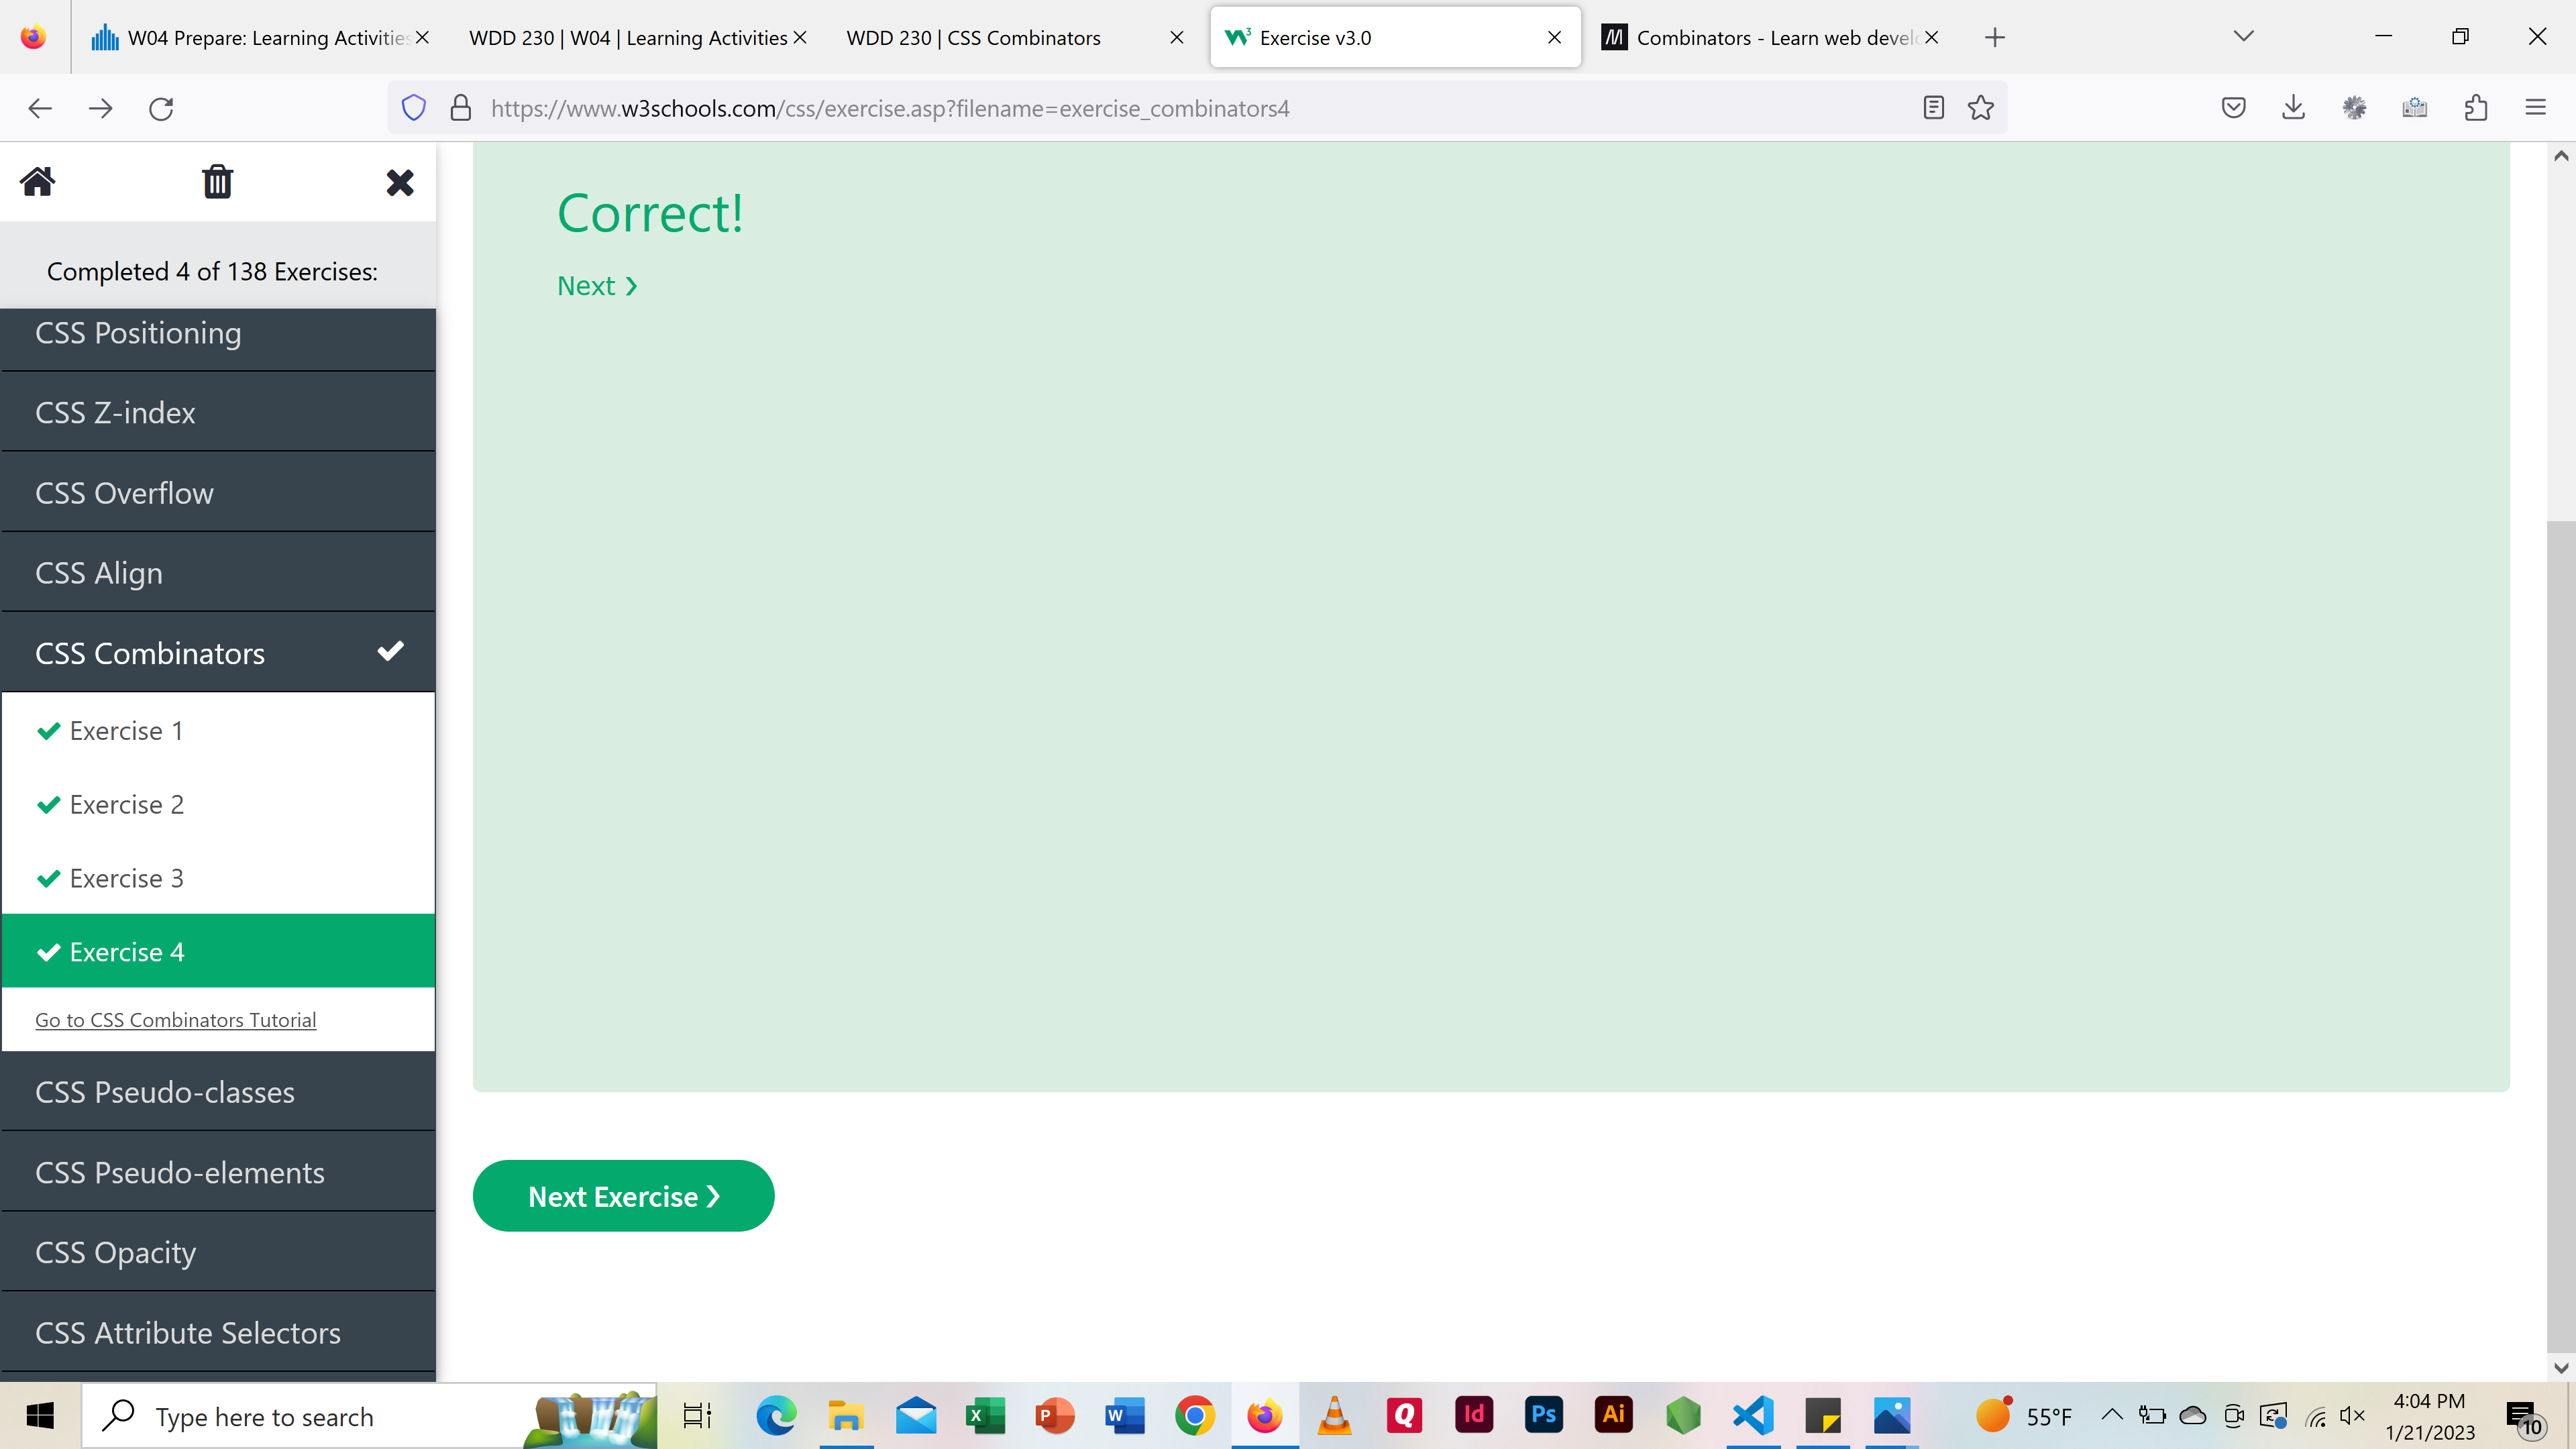 W04 Prepare: Learning Activities
WDD 230 | W04 | Learning Activities
WDD 230 | CSS Combinators
Exercise v3.0
Combinators - Learn web develo
https://www.w3schools.com/css/exercise.asp?filename=exercise_combinators4
Completed 4 of 138 Exercises:
CSS Positioning
CSS Z-index
CSS Overflow
CSS Align
CSS Combinators
Exercise 1
Exercise 2
Exercise 3
Exercise 4
Go to CSS Combinators Tutorial
CSS Pseudo-classes
CSS Pseudo-elements
CSS Opacity
CSS Attribute Selectors
Correct!
Next ❯
Next Exercise ❯
Type here to search
55°F
4:04 PM
1/21/2023
10